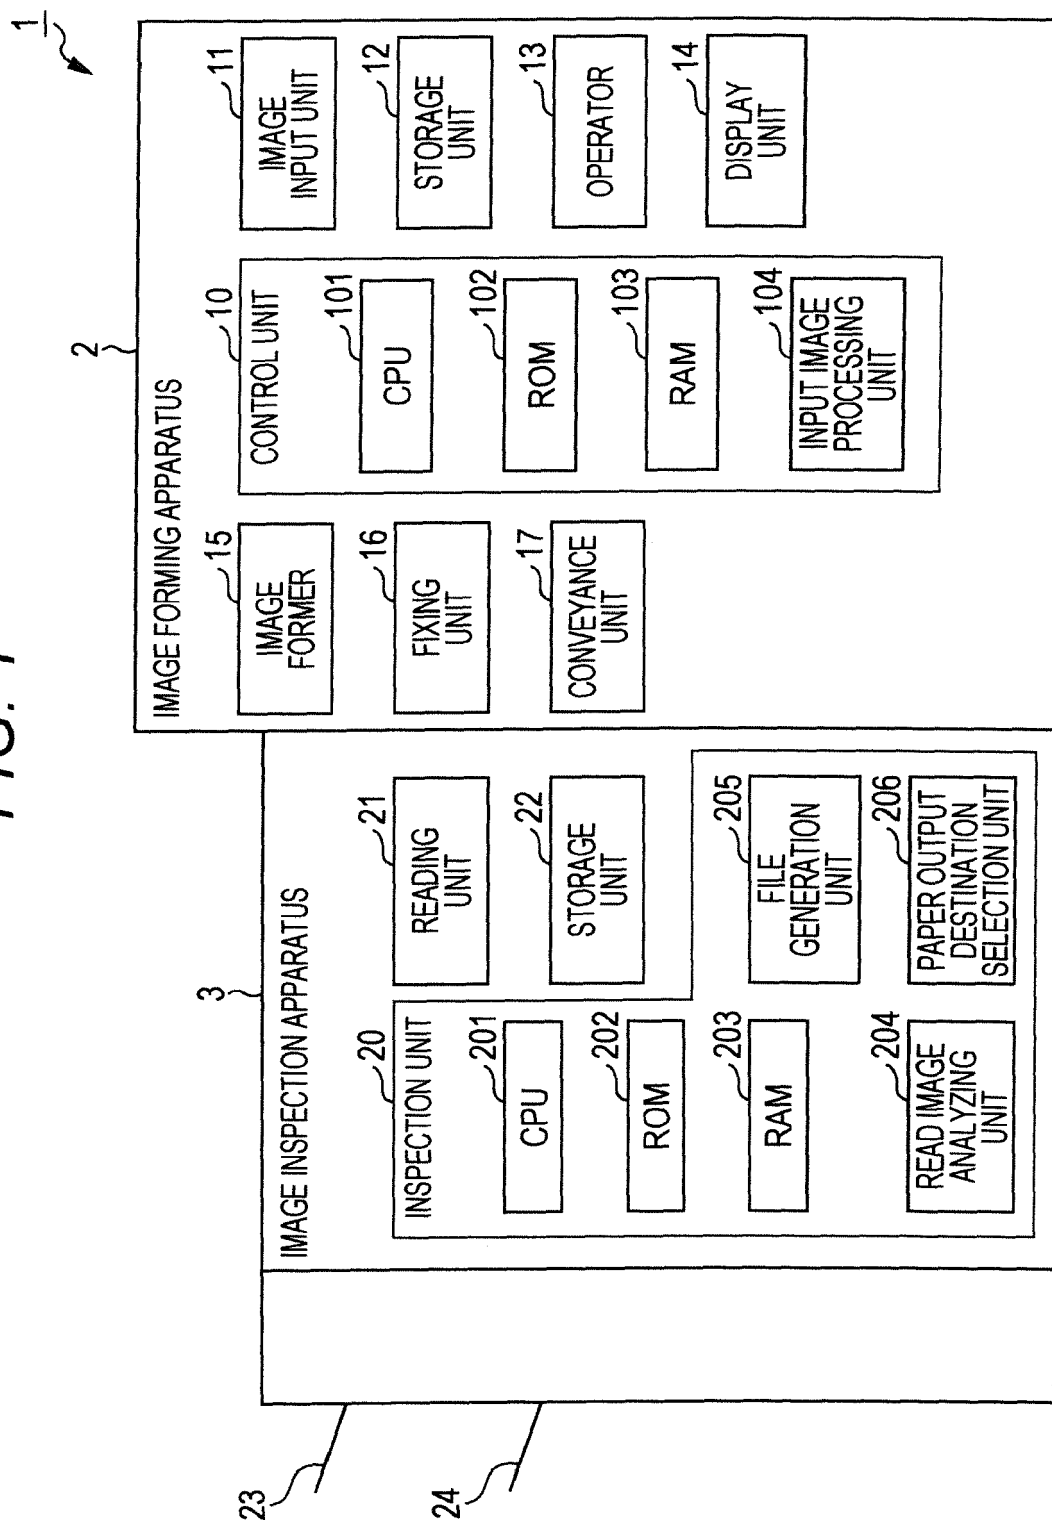 FIG. 1
1
2
IMAGE FORMING APPARATUS
15
IMAGE
FORMER
16
FIXING
UNIT
17
CONVEYANCE
UNIT
10
CONTROL UNIT
101
CPU
102
ROM
103
RAM
104
INPUT IMAGE
PROCESSING
UNIT
11
IMAGE
INPUT UNIT
12
STORAGE
UNIT
13
OPERATOR
14
DISPLAY
UNIT
3
IMAGE INSPECTION APPARATUS
20
INSPECTION UNIT
201
CPU
202
ROM
203
RAM
204
READ IMAGE
ANALYZING
UNIT
21
READING
UNIT
22
STORAGE
UNIT
205
FILE
GENERATION
UNIT
206
PAPER OUTPUT
DESTINATION
SELECTION UNIT
23
24